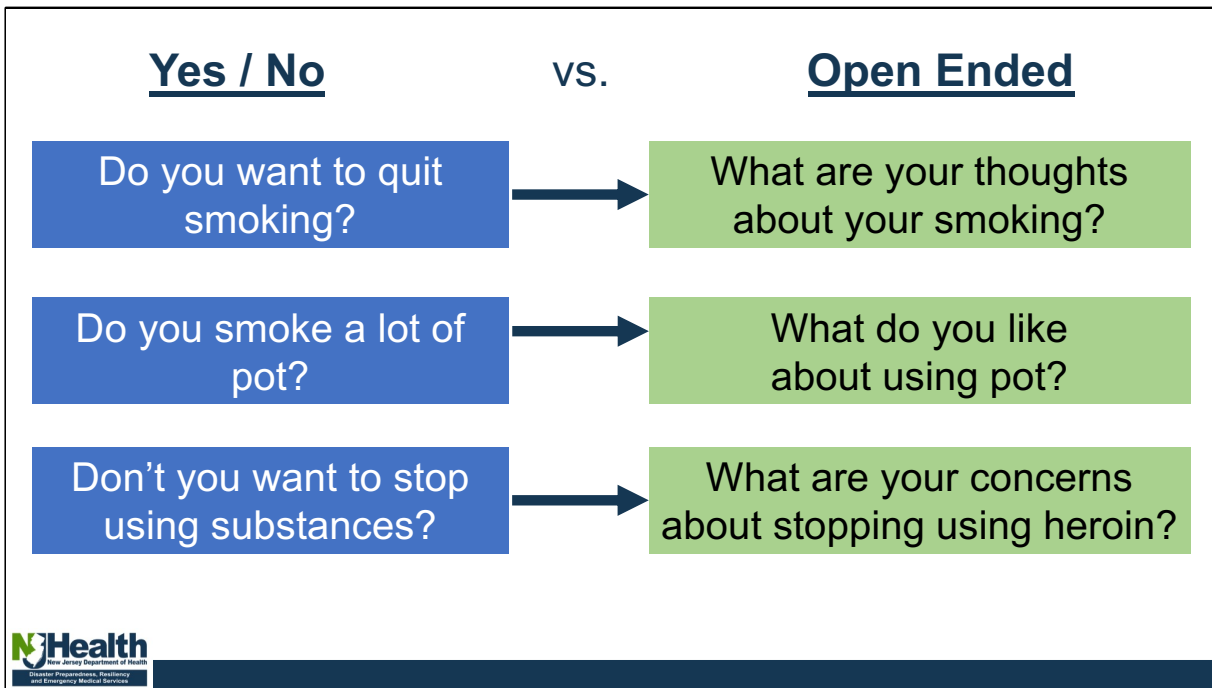 Yes / No vs. Open Ended
Do you want to quit
smoking?
What are your thoughts
about your smoking?
Do you smoke a lot of
pot?
What do you like
about using pot?
Don’t you want to stop
using substances?
What are your concerns
about stopping using heroin?
NJHealth
New Jersey Department of Health
Disaster Preparedness, Resiliency
and Emergency Medical Services